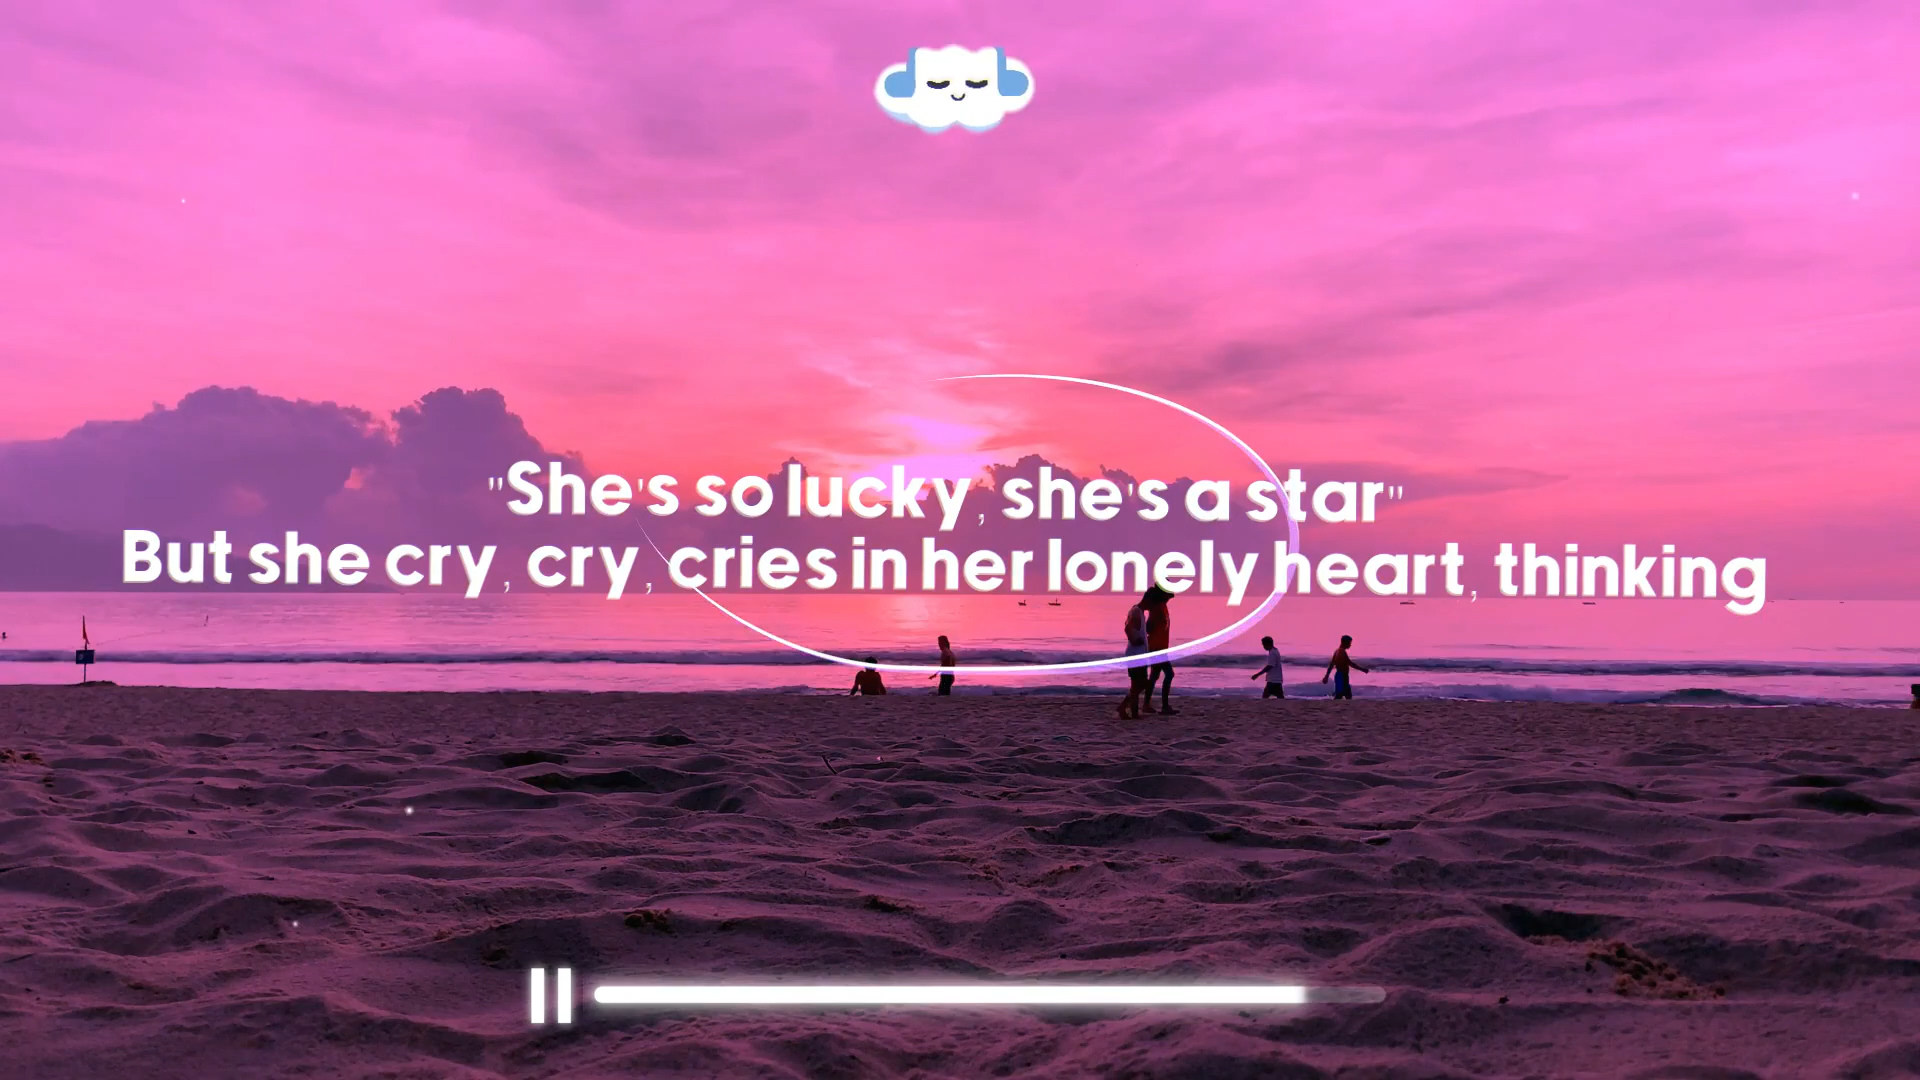 "She's so lucky, she's a star"
But she cry, cry, cries in her lonely heart, thinking